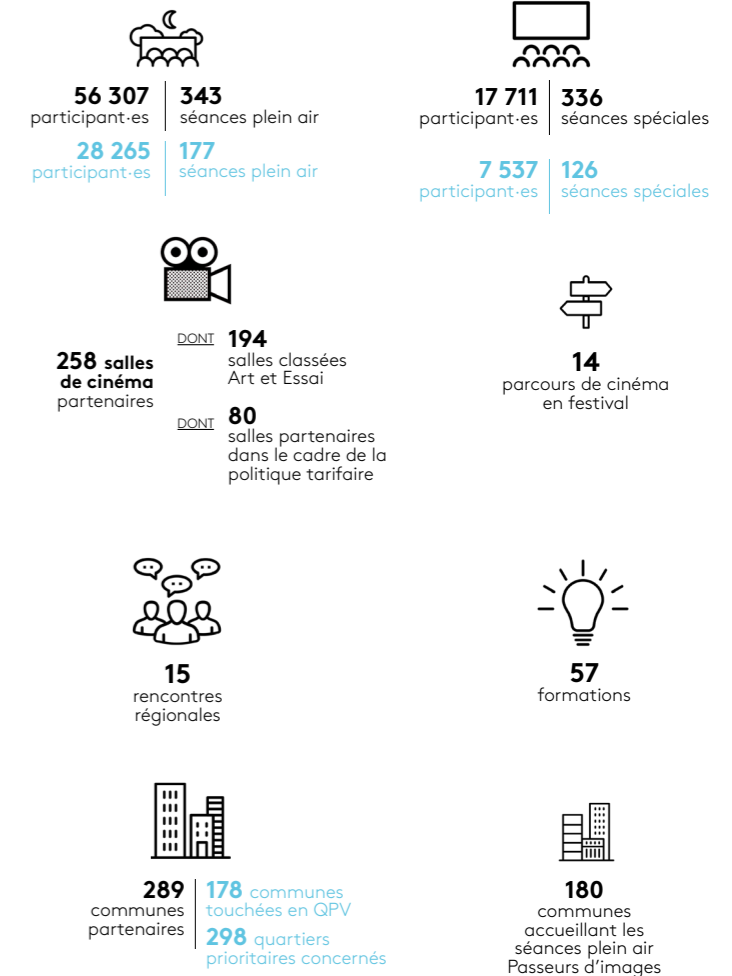 56 307
participant·es
343
séances plein air
28 265
participant·es
177
séances plein air
17 711
participant·es
336
séances spéciales
7 537
participant·es
126
séances spéciales
258 salles
de cinéma
partenaires
DONT 194
salles classées
Art et Essai
DONT 80
salles partenaires
dans le cadre de la
politique tarifaire
14
parcours de cinéma
en festival
15
rencontres
régionales
57
formations
289
communes
partenaires
178 communes
touchées en QPV
298 quartiers
prioritaires concernés
180
communes
accueillant les
séances plein air
Passeurs d'images